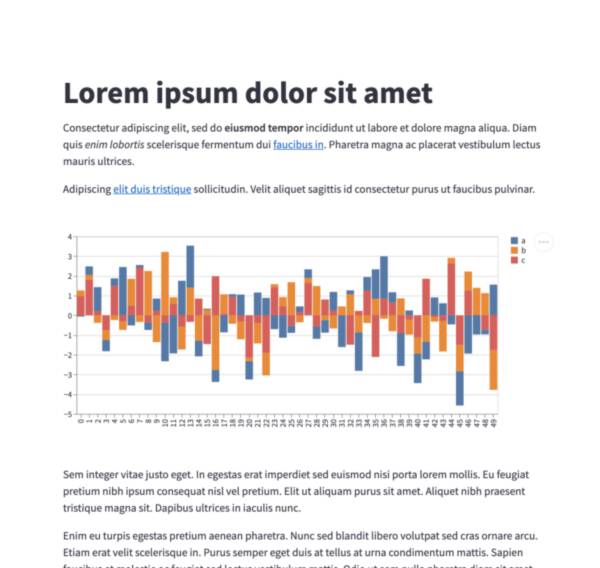 Lorem ipsum dolor sit amet
Consectetur adipiscing elit, sed do eiusmod tempor incididunt ut labore et dolore magna aliqua. Diam
quis enim lobortis scelerisque fermentum dui faucibus in. Pharetra magna ac placerat vestibulum lectus
mauris ultrices.
Adipiscing elit duis tristique sollicitudin. Velit aliquet sagittis id consectetur purus ut faucibus pulvinar.
4
3
2
1
0
−1
−2
−3
−4
−5
0 1 2 3 4 5 6 7 8 9 10 11 12 13 14 15 16 17 18 19 20 21 22 23 24 25 26 27 28 29 30 31 32 33 34 35 36 37 38 39 40 41 42 43 44 45 46 47 48 49
a
b
c
Sem integer vitae justo eget. In egestas erat imperdiet sed euismod nisi porta lorem mollis. Eu feugiat
pretium nibh ipsum consequat nisl vel pretium. Elit ut aliquam purus sit amet. Aliquet nibh praesent
tristique magna sit. Dapibus ultrices in iaculis nunc.
Enim eu turpis egestas pretium aenean pharetra. Nunc sed blandit libero volutpat sed cras ornare arcu.
Etiam erat velit scelerisque in. Purus semper eget duis at tellus at urna condimentum mattis. Sapien